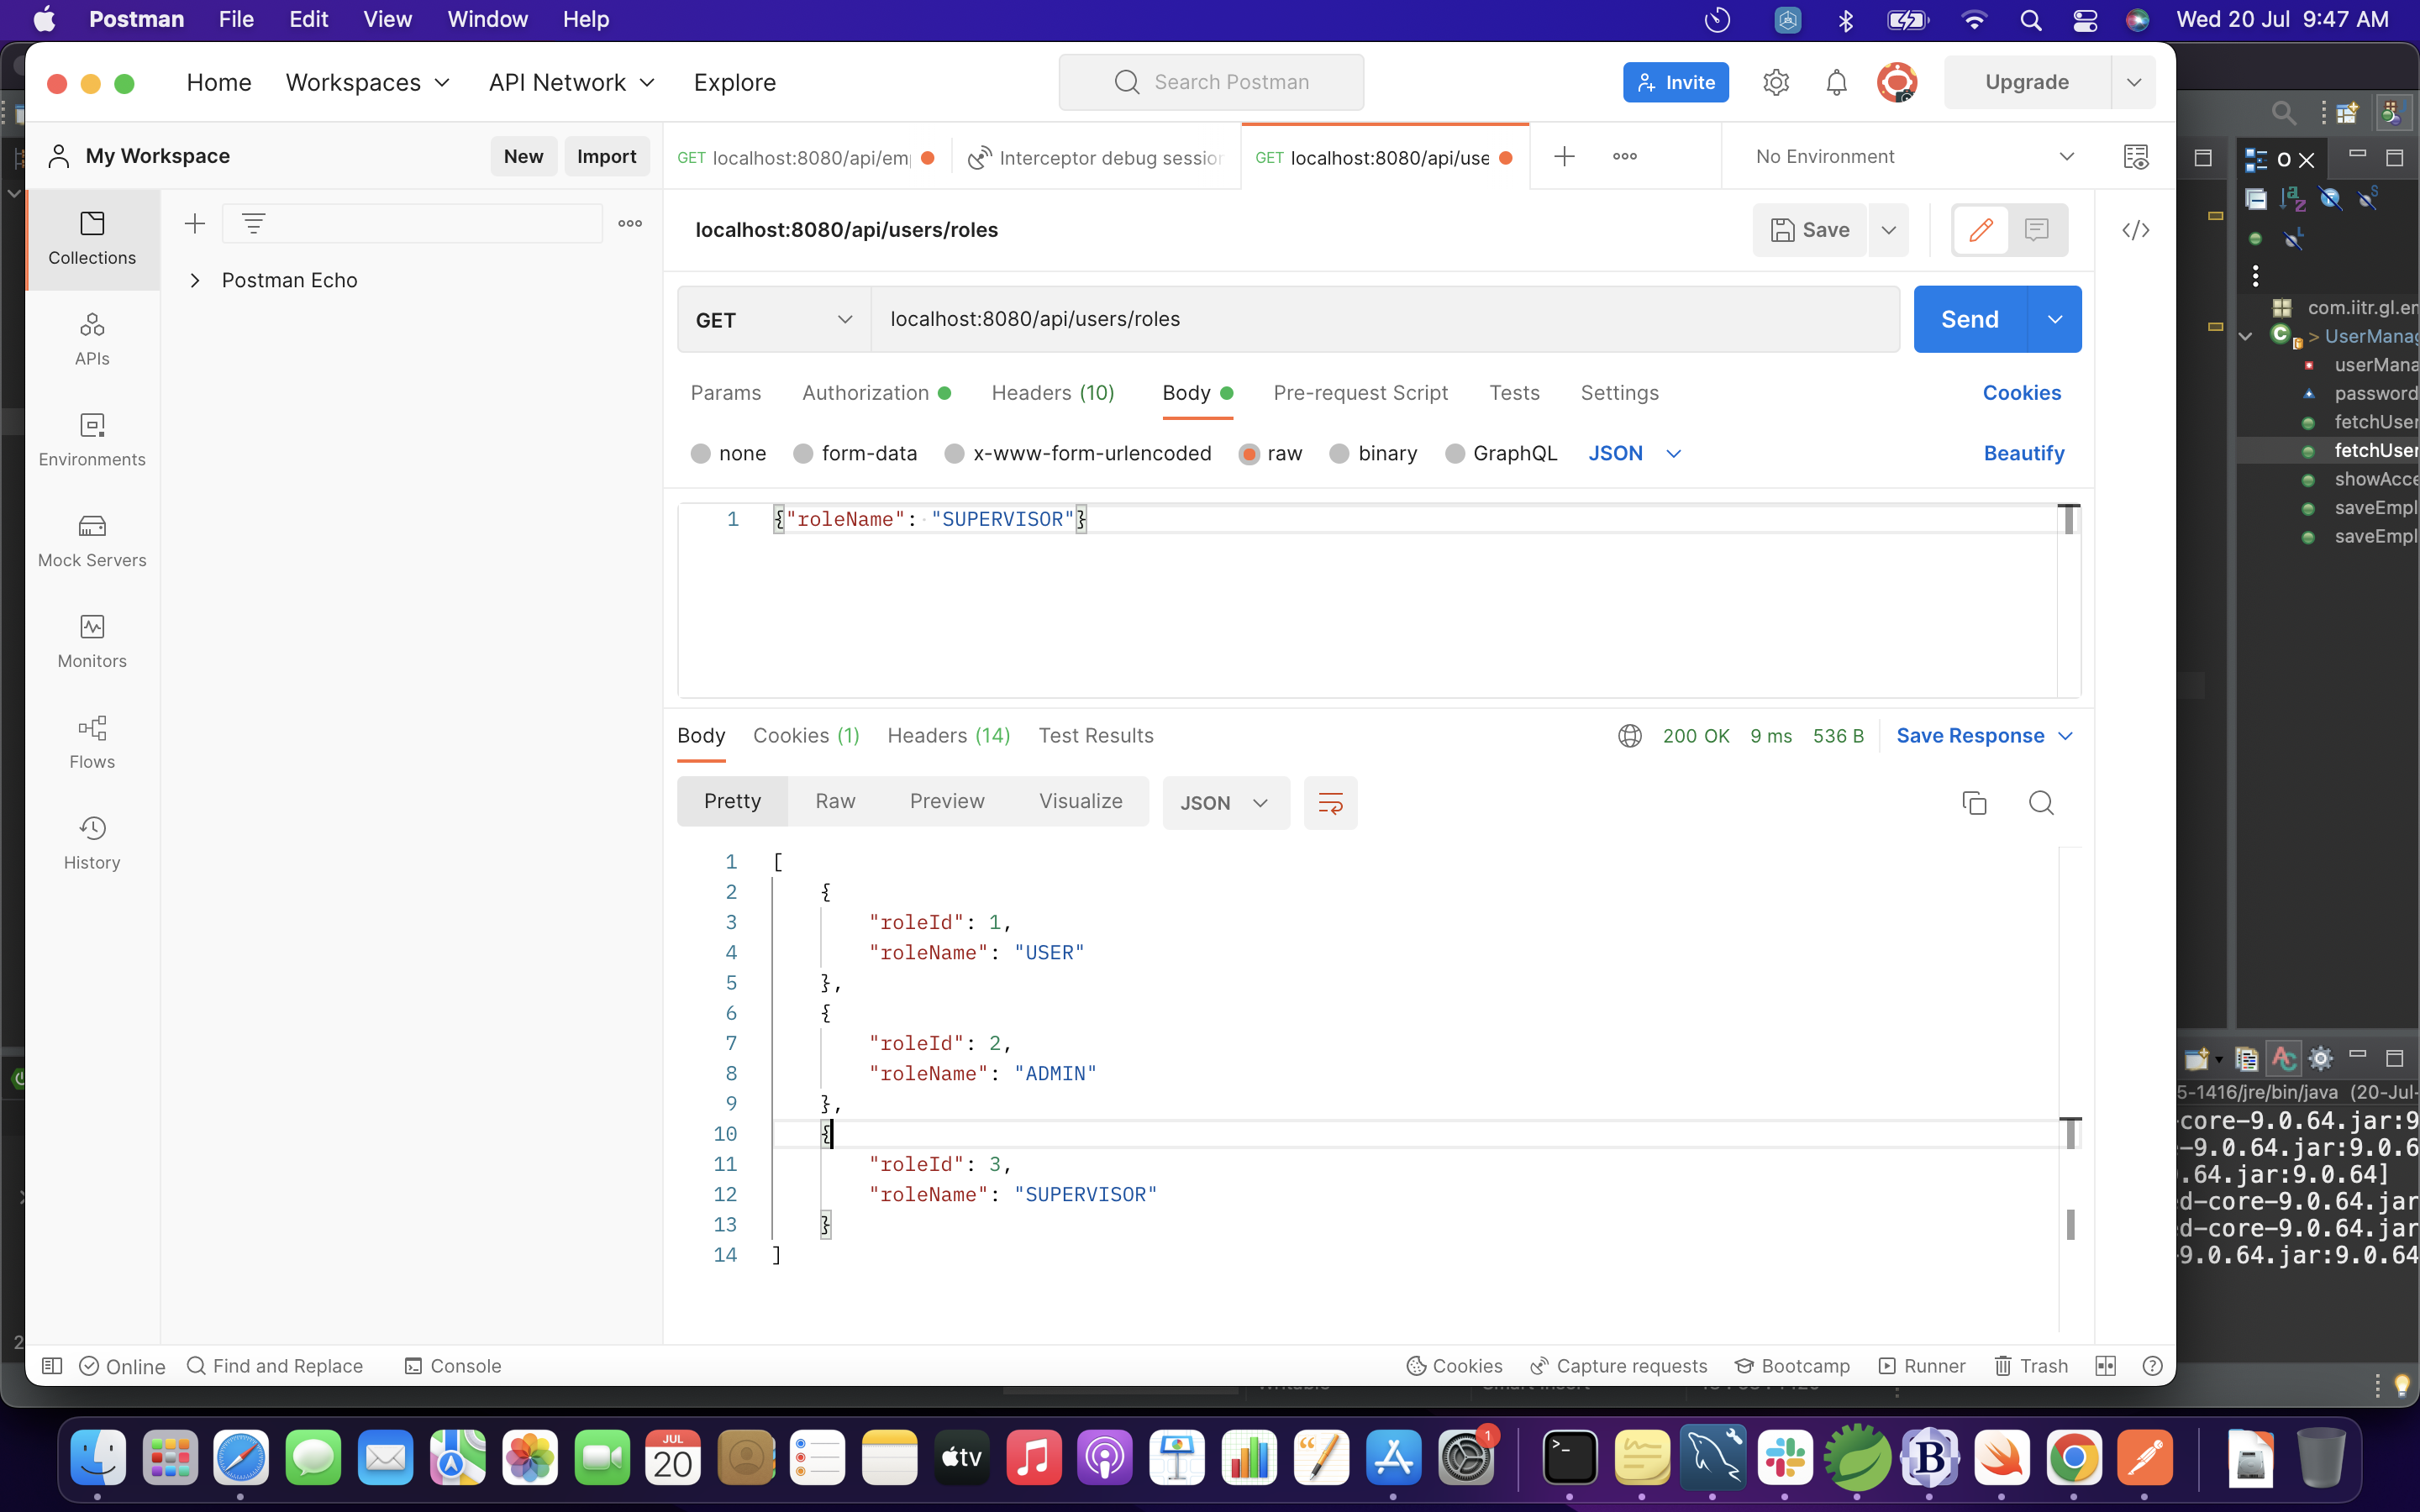 Postman File Edit View Window Help Wed 20 Jul 9:47 AM
Home Workspaces API Network Explore Search Postman Invite Upgrade
My Workspace New Import GET localhost:8080/api/em Interceptor debug session GET localhost:8080/api/use No Environment
Collections
Postman Echo
APIs
Environments
Mock Servers
Monitors
Flows
History
localhost:8080/api/users/roles Save
GET localhost:8080/api/users/roles Send
Params Authorization Headers (10) Body Pre-request Script Tests Settings Cookies
none form-data x-www-form-urlencoded raw binary GraphQL JSON Beautify
1 {"roleName": "SUPERVISOR"}
Body Cookies (1) Headers (14) Test Results 200 OK 9 ms 536 B Save Response
Pretty Raw Preview Visualize JSON
1 [
2 {
3 "roleId": 1,
4 "roleName": "USER"
5 },
6 {
7 "roleId": 2,
8 "roleName": "ADMIN"
9 },
10 {
11 "roleId": 3,
12 "roleName": "SUPERVISOR"
13 }
14 ]
Online Find and Replace Console Cookies Capture requests Bootcamp Runner Trash
O
com.iitr.gl.em
> UserManag
userMana
password
fetchUser
fetchUser
showAcce
saveEmpl
saveEmpl
5-1416/jre/bin/java (20-Jul-
-core-9.0.64.jar:9
-9.0.64.jar:9.0.6
.64.jar:9.0.64]
d-core-9.0.64.jar
d-core-9.0.64.jar
9.0.64.jar:9.0.64
JUL
20
tv
1
B